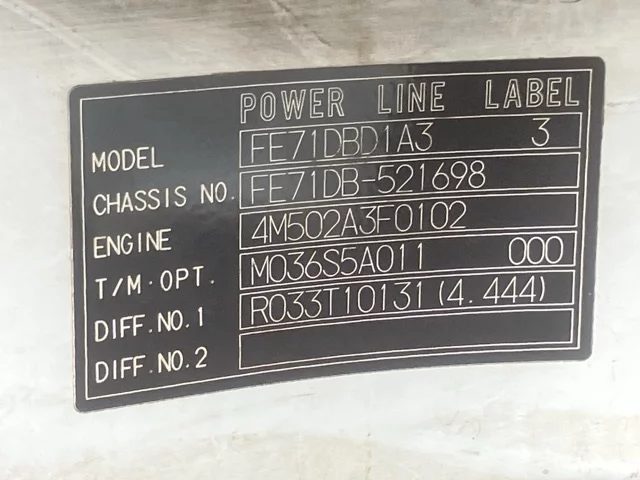 POWER LINE LABEL
MODEL FE71DBD1A3 3
CHASSIS NO. FE71DB-521698
ENGINE 4M502A3F0102
T/M·OPT. M036S5A011 000
DIFF.NO.1 R033T10131(4.444)
DIFF.NO.2